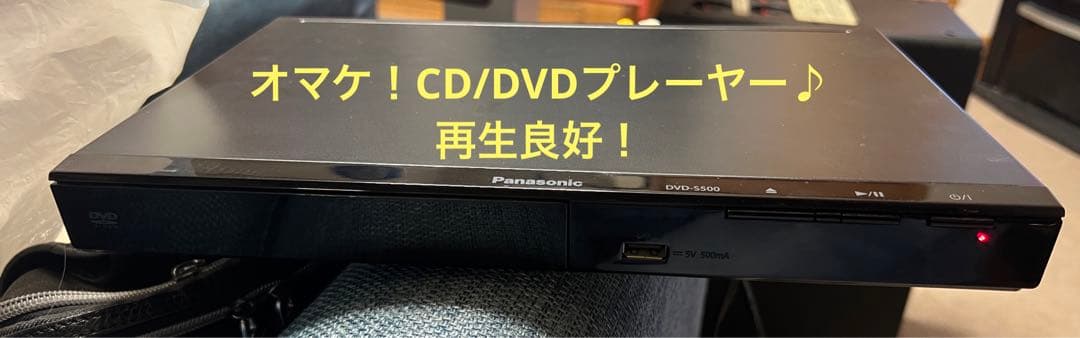 オマケ！CD/DVDプレーヤー♪
再生良好！
Panasonic
DVD-S500
5V 500mA
DVD